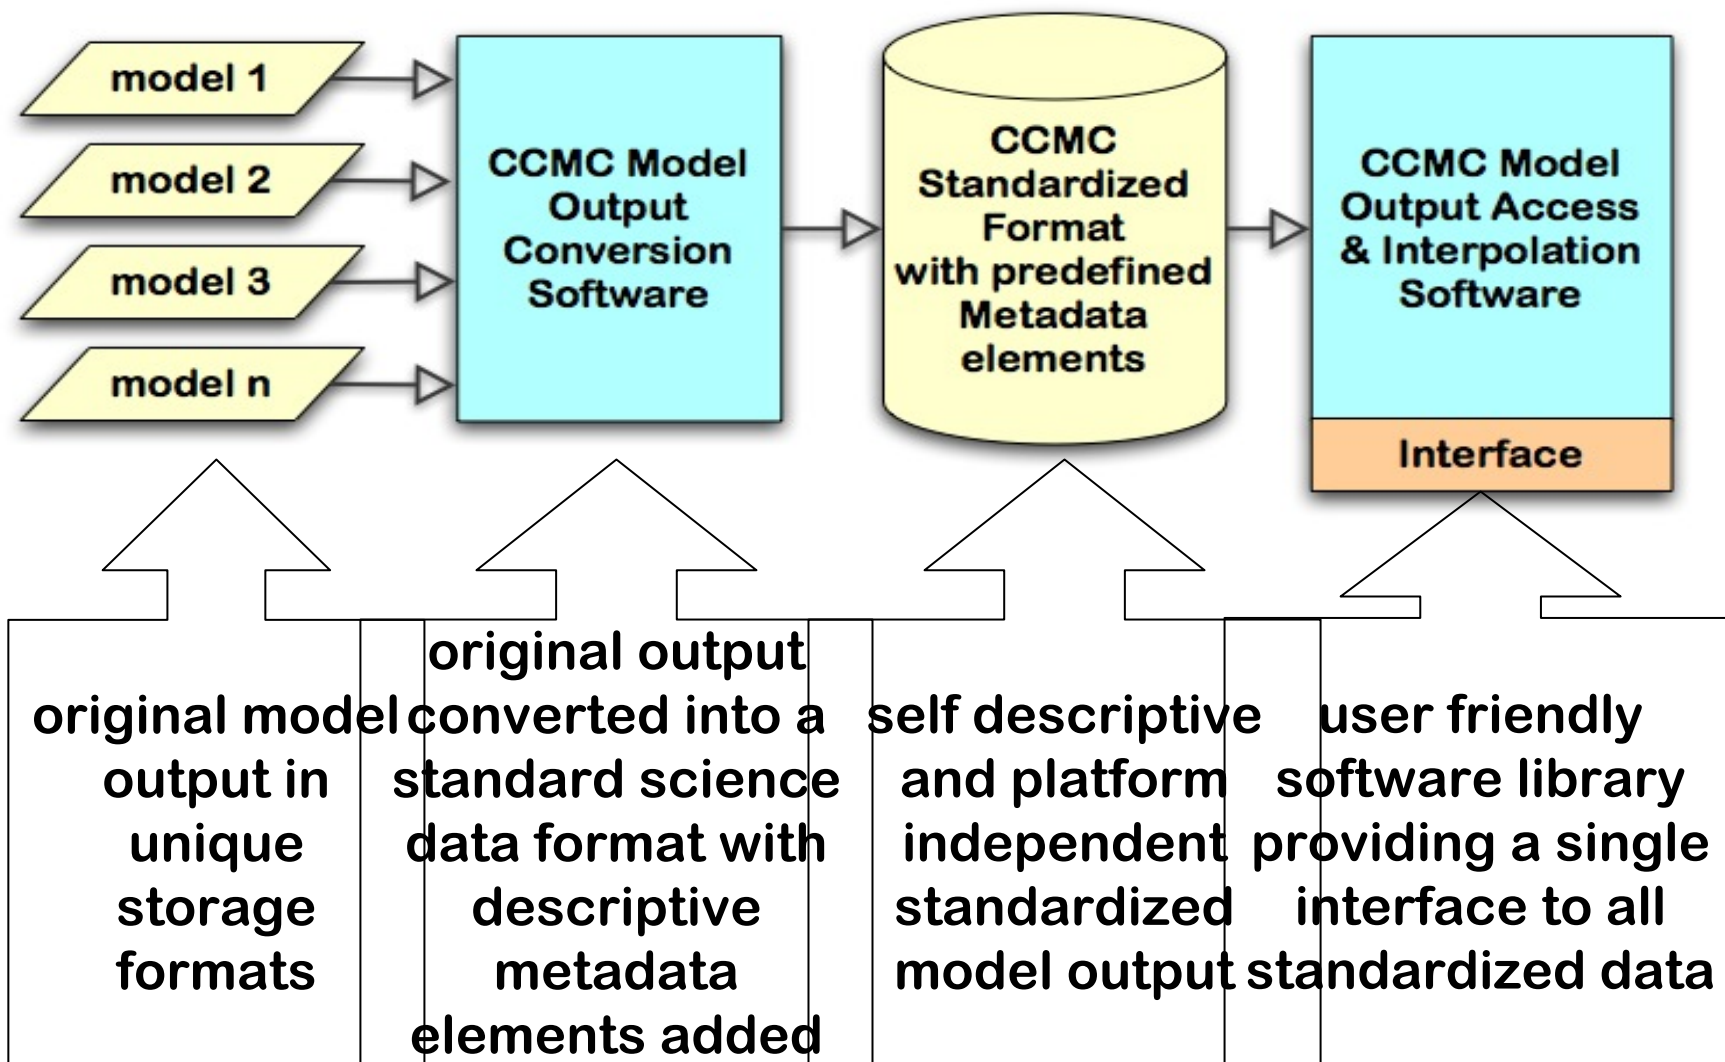 model 1
model 2
model 3
model n
CCMC Model
Output
Conversion
Software
CCMC
Standardized
Format
with predefined
Metadata
elements
CCMC Model
Output Access
& Interpolation
Software
Interface
original model
output in
unique
storage
formats
original output
converted into a
standard science
data format with
descriptive
metadata
elements added
self descriptive
and platform
independent
standardized
model output
user friendly
software library
providing a single
interface to all
standardized data